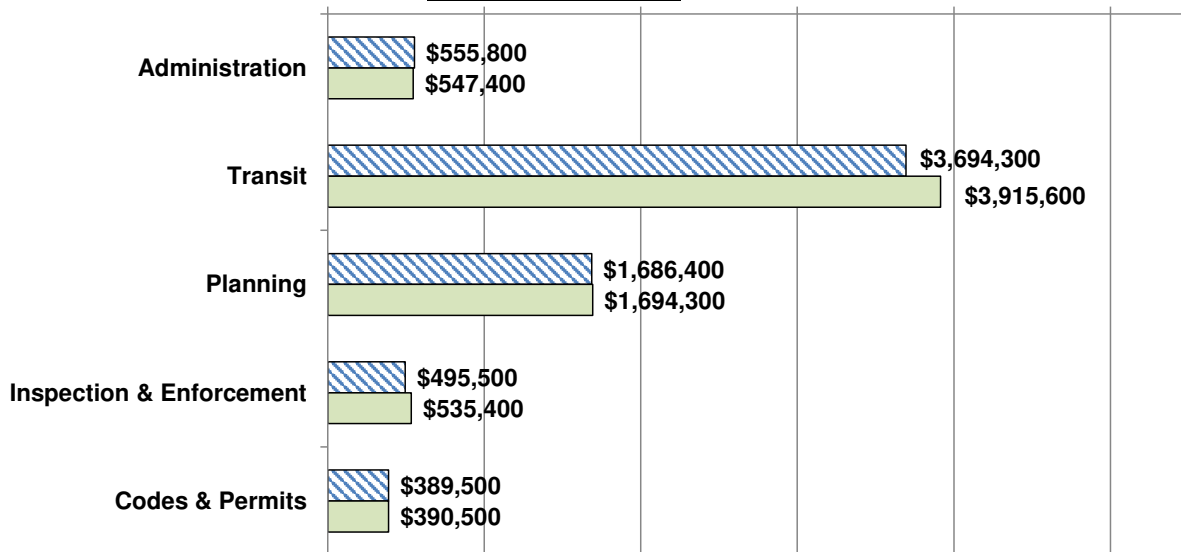 Administration
$555,800
$547,400
Transit
$3,694,300
$3,915,600
Planning
$1,686,400
$1,694,300
Inspection & Enforcement
$495,500
$535,400
Codes & Permits
$389,500
$390,500